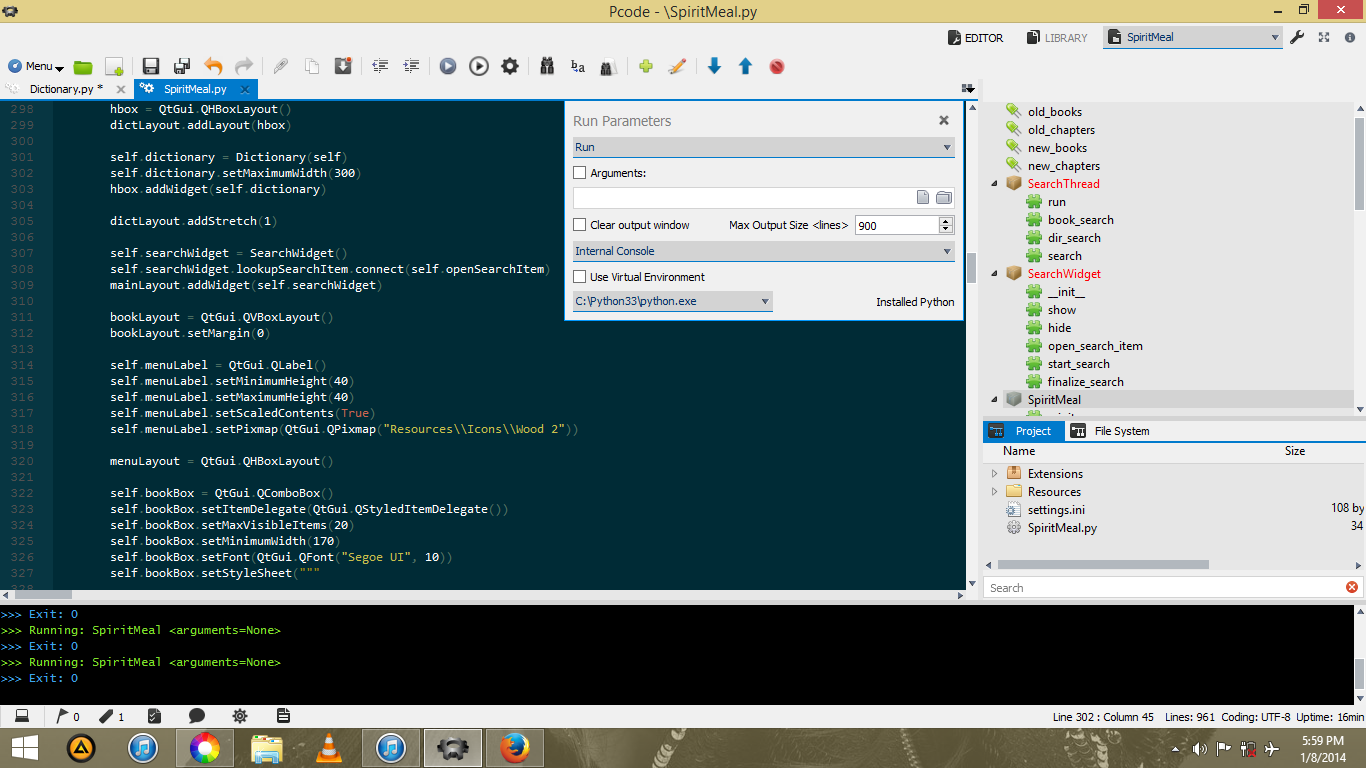 Pcode - \SpiritMeal.py
EDITOR
LIBRARY
SpiritMeal
Menu
Dictionary.py *
SpiritMeal.py
298 hbox = QtGui.QHBoxLayout()
299 dictLayout.addLayout(hbox)
300
301 self.dictionary = Dictionary(self)
302 self.dictionary.setMaximumWidth(300)
303 hbox.addWidget(self.dictionary)
304
305 dictLayout.addStretch(1)
306
307 self.searchWidget = SearchWidget()
308 self.searchWidget.lookupSearchItem.connect(self.openSearchItem)
309 mainLayout.addWidget(self.searchWidget)
310
311 bookLayout = QtGui.QVBoxLayout()
312 bookLayout.setMargin(0)
313
314 self.menuLabel = QtGui.QLabel()
315 self.menuLabel.setMinimumHeight(40)
316 self.menuLabel.setMaximumHeight(40)
317 self.menuLabel.setScaledContents(True)
318 self.menuLabel.setPixmap(QtGui.QPixmap("Resources\\Icons\\Wood 2"))
319
320 menuLayout = QtGui.QHBoxLayout()
321
322 self.bookBox = QtGui.QComboBox()
323 self.bookBox.setItemDelegate(QtGui.QStyledItemDelegate())
324 self.bookBox.setMaxVisibleItems(20)
325 self.bookBox.setMinimumWidth(170)
326 self.bookBox.setFont(QtGui.QFont("Segoe UI", 10))
327 self.bookBox.setStyleSheet("""
Run Parameters
Run
Arguments:
Clear output window Max Output Size <lines> 900
Internal Console
Use Virtual Environment
C:\Python33\python.exe Installed Python
old_books
old_chapters
new_books
new_chapters
SearchThread
run
book_search
dir_search
search
SearchWidget
__init__
show
hide
open_search_item
start_search
finalize_search
SpiritMeal
Project
File System
Name Size
Extensions
Resources
settings.ini 108 by
SpiritMeal.py 34
Search
>>> Exit: 0
>>> Running: SpiritMeal <arguments=None>
>>> Exit: 0
>>> Running: SpiritMeal <arguments=None>
>>> Exit: 0
0
1
Line 302 : Column 45 Lines: 961 Coding: UTF-8 Uptime: 16min
5:59 PM
1/8/2014